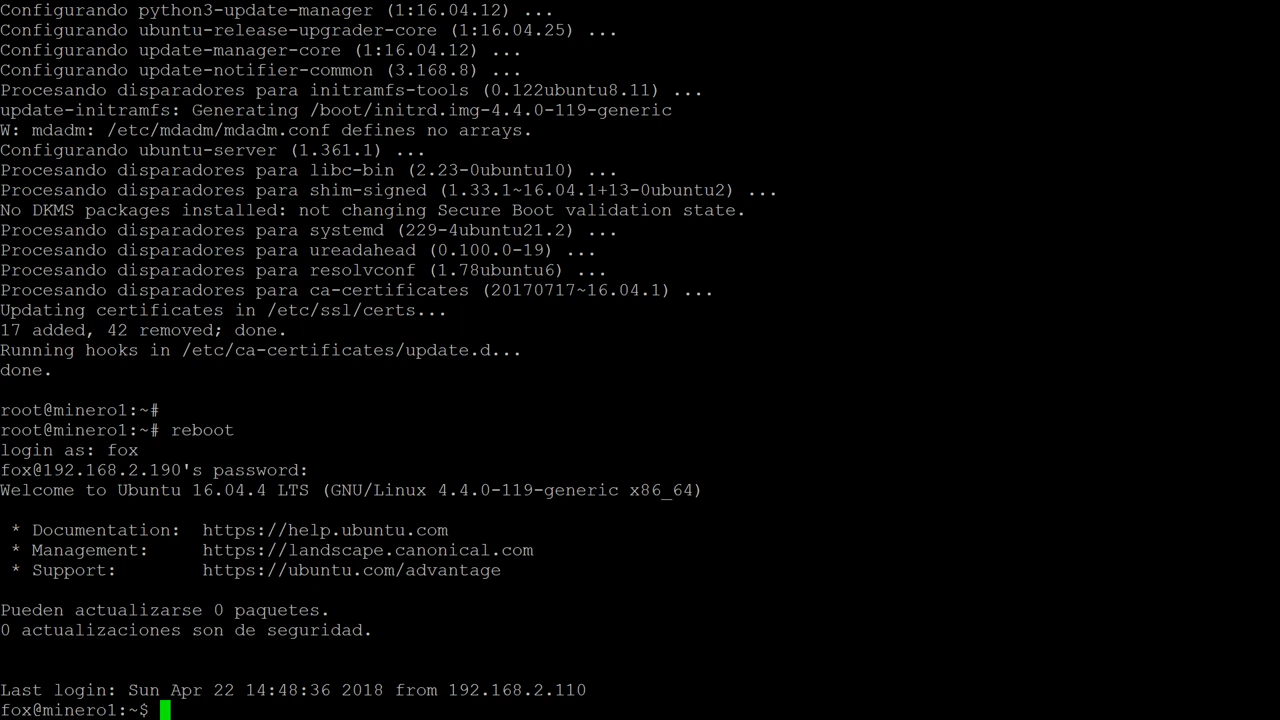 Configurando python3-update-manager (1:16.04.12) ...
Configurando ubuntu-release-upgrader-core (1:16.04.25) ...
Configurando update-manager-core (1:16.04.12) ...
Configurando update-notifier-common (3.168.8) ...
Procesando disparadores para initramfs-tools (0.122ubuntu8.11) ...
update-initramfs: Generating /boot/initrd.img-4.4.0-119-generic
W: mdadm: /etc/mdadm/mdadm.conf defines no arrays.
Configurando ubuntu-server (1.361.1) ...
Procesando disparadores para libc-bin (2.23-0ubuntu10) ...
Procesando disparadores para shim-signed (1.33.1~16.04.1+13-0ubuntu2) ...
No DKMS packages installed: not changing Secure Boot validation state.
Procesando disparadores para systemd (229-4ubuntu21.2) ...
Procesando disparadores para ureadahead (0.100.0-19) ...
Procesando disparadores para resolvconf (1.78ubuntu6) ...
Procesando disparadores para ca-certificates (20170717~16.04.1) ...
Updating certificates in /etc/ssl/certs...
17 added, 42 removed; done.
Running hooks in /etc/ca-certificates/update.d...
done.
root@minero1:~#
root@minero1:~# reboot
login as: fox
fox@192.168.2.190's password:
Welcome to Ubuntu 16.04.4 LTS (GNU/Linux 4.4.0-119-generic x86_64)
* Documentation:  https://help.ubuntu.com
* Management:     https://landscape.canonical.com
* Support:        https://ubuntu.com/advantage
Pueden actualizarse 0 paquetes.
0 actualizaciones son de seguridad.
Last login: Sun Apr 22 14:48:36 2018 from 192.168.2.110
fox@minero1:~$